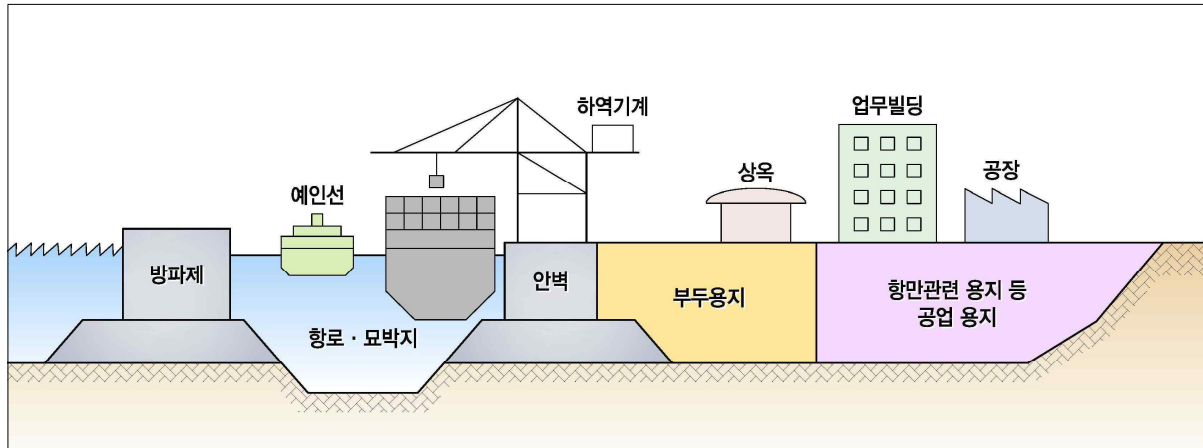 하역기계
업무빌딩
상옥
공장
예인선
방파제
안벽
부두용지
항만관련 용지 등
공업 용지
항로 · 묘박지